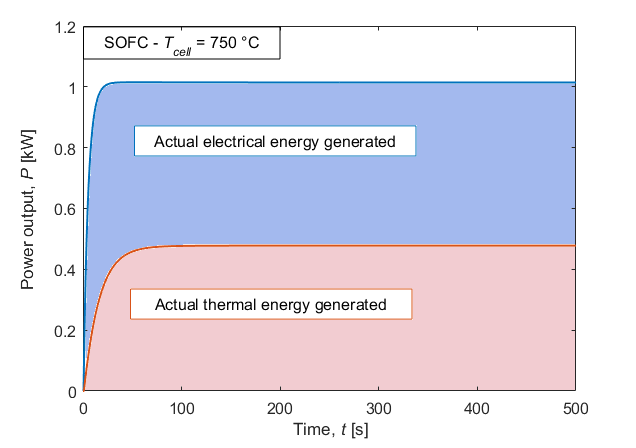 SOFC - Tcell = 750 °C
Actual electrical energy generated
Actual thermal energy generated
Power output, P [kW]
1.2
1
0.8
0.6
0.4
0.2
0
0 100 200 300 400 500
Time, t [s]